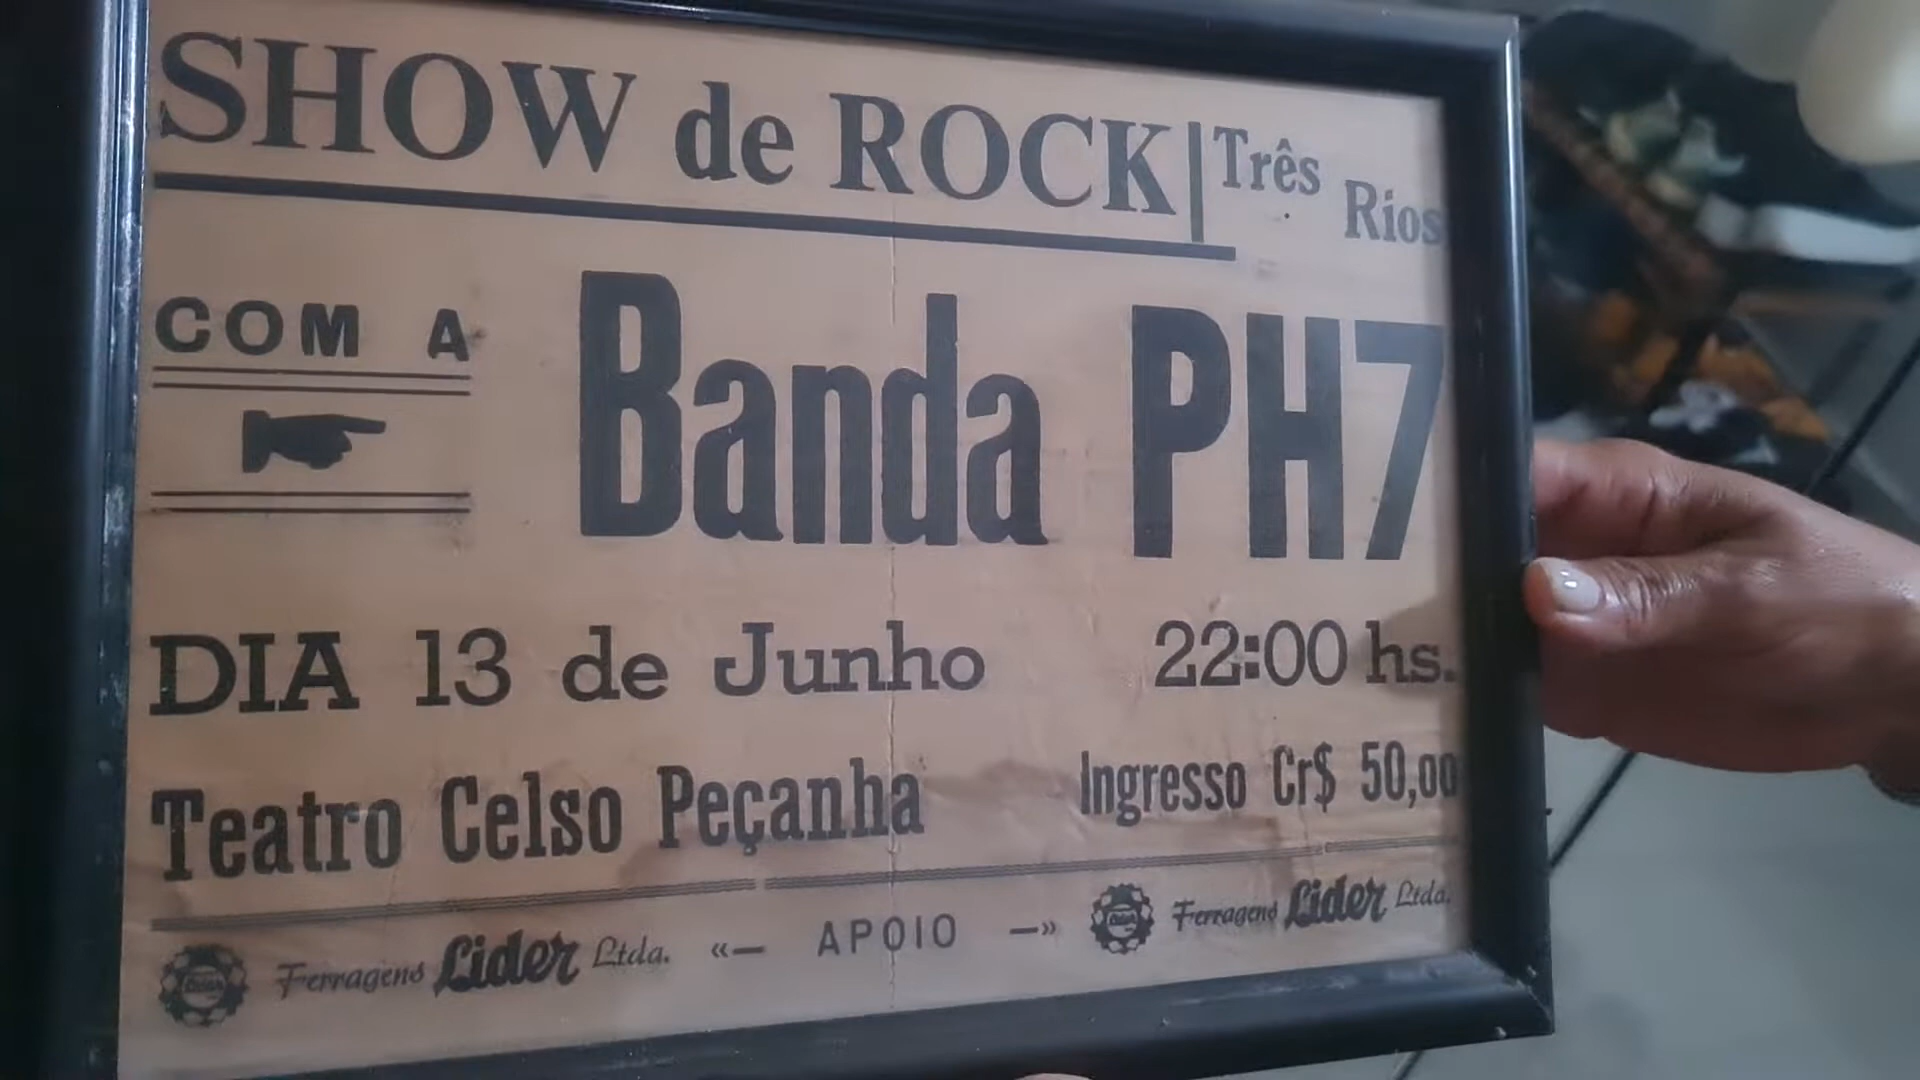 SHOW de ROCK | Três Rios
COM A
Banda PH7
DIA 13 de Junho 22:00 hs.
Teatro Celso Peçanha Ingresso Cr$ 50,00
Ferragens Lider Ltda. «— APOIO —» Ferragens Lider Ltda.